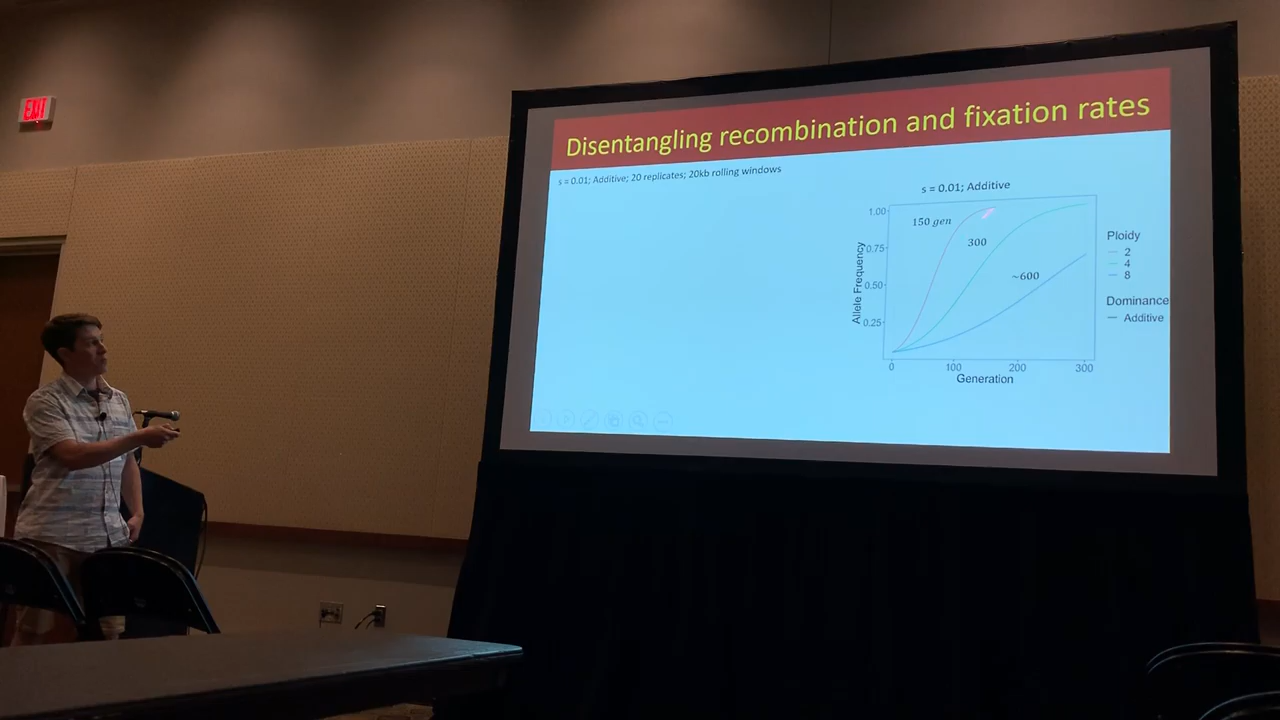 EXIT
Disentangling recombination and fixation rates
s = 0.01; Additive; 20 replicates; 20kb rolling windows
s = 0.01; Additive
1.00
0.75
0.50
0.25
Allele Frequency
150 gen
300
~600
0 100 200 300
Generation
Ploidy
2
4
8
Dominance
Additive